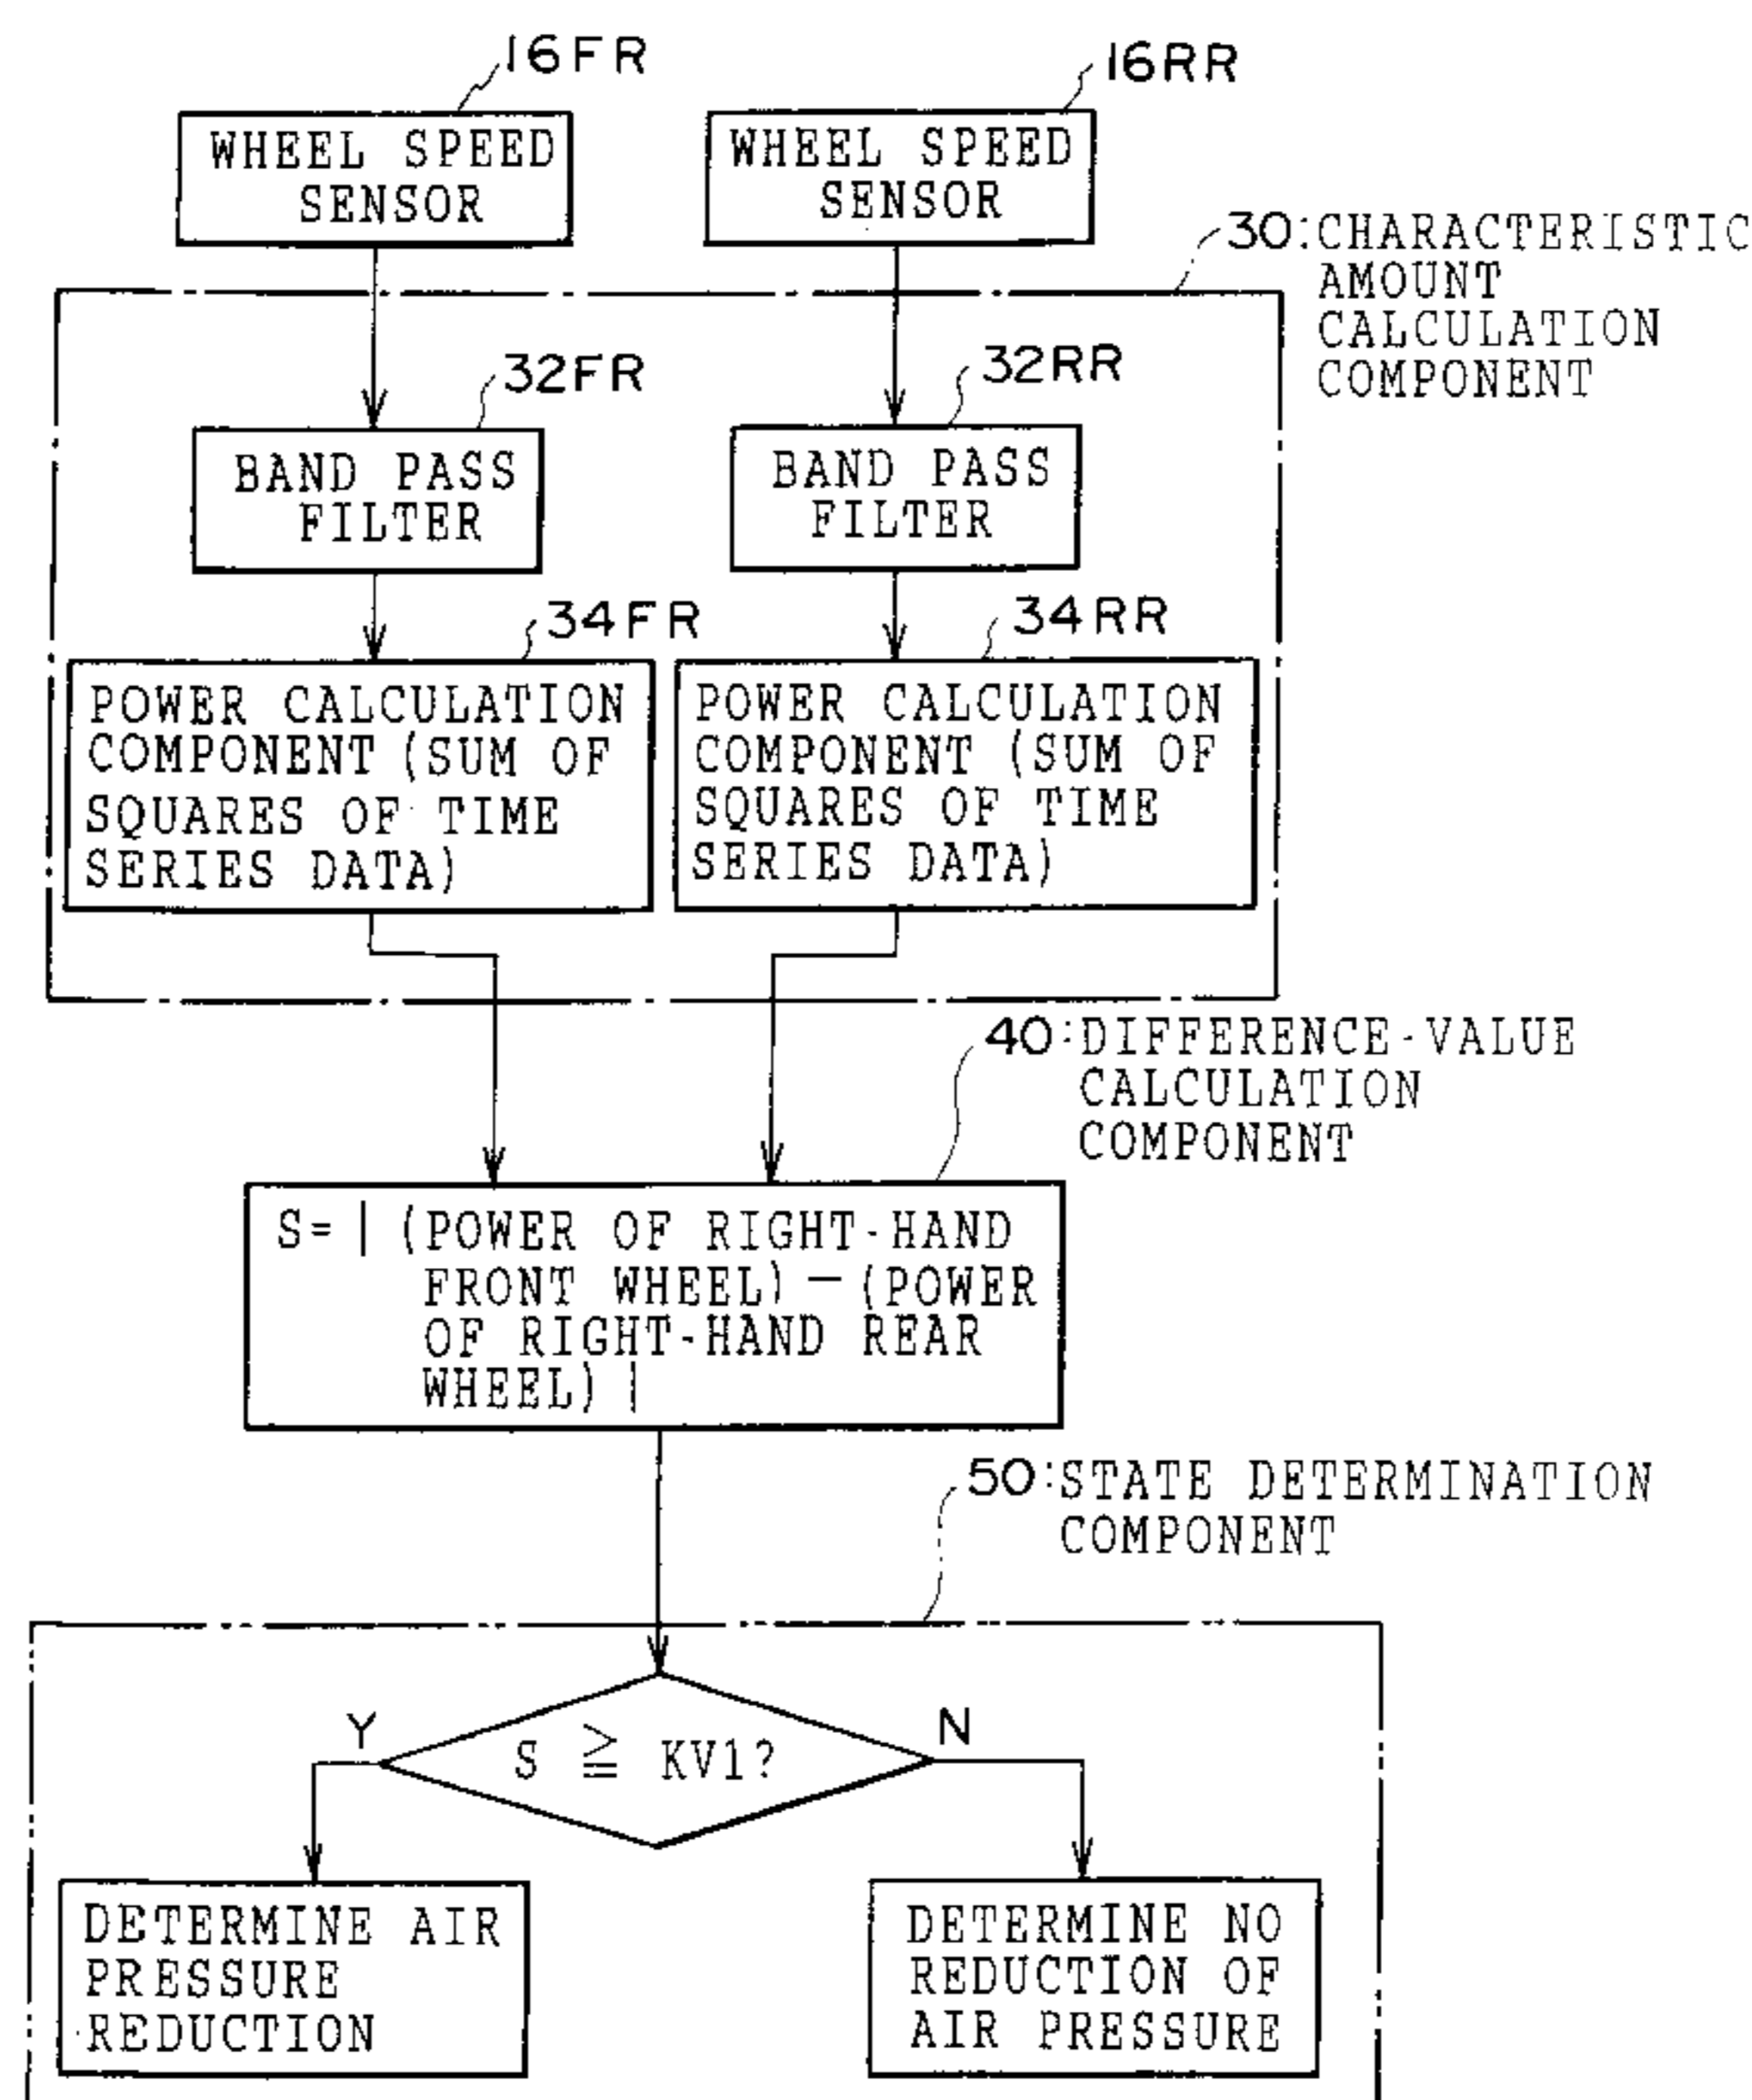 16FR
16RR
WHEEL SPEED
SENSOR
WHEEL SPEED
SENSOR
30:CHARACTERISTIC
AMOUNT
CALCULATION
COMPONENT
32FR
32RR
BAND PASS
FILTER
BAND PASS
FILTER
34FR
34RR
POWER CALCULATION
COMPONENT (SUM OF
SQUARES OF TIME
SERIES DATA)
POWER CALCULATION
COMPONENT (SUM OF
SQUARES OF TIME
SERIES DATA)
40:DIFFERENCE-VALUE
CALCULATION
COMPONENT
S= | (POWER OF RIGHT-HAND
FRONT WHEEL) — (POWER
OF RIGHT-HAND REAR
WHEEL) |
50:STATE DETERMINATION
COMPONENT
Y
N
S ≧ KV1?
DETERMINE AIR
PRESSURE
REDUCTION
DETERMINE NO
REDUCTION OF
AIR PRESSURE